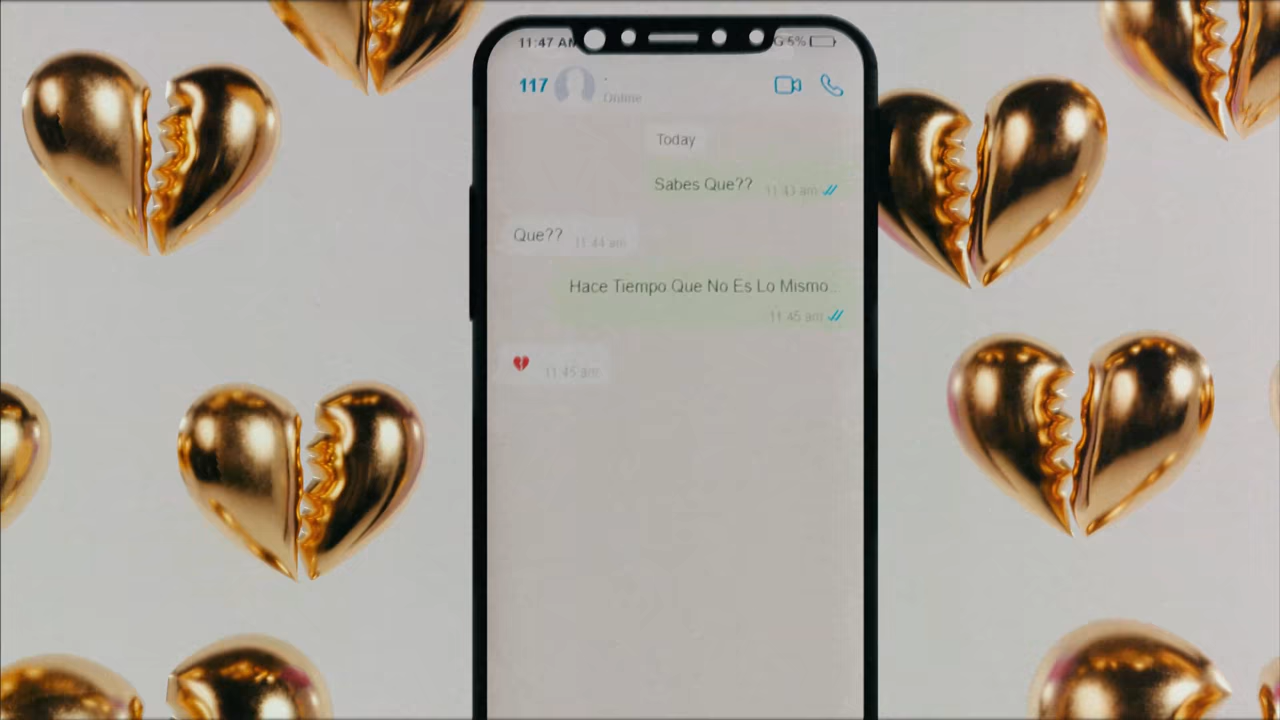 11:47 AM
5%
117
Online
Today
Sabes Que??
11:43 am
Que??
11:44 am
Hace Tiempo Que No Es Lo Mismo...
11:45 am
11:45 am